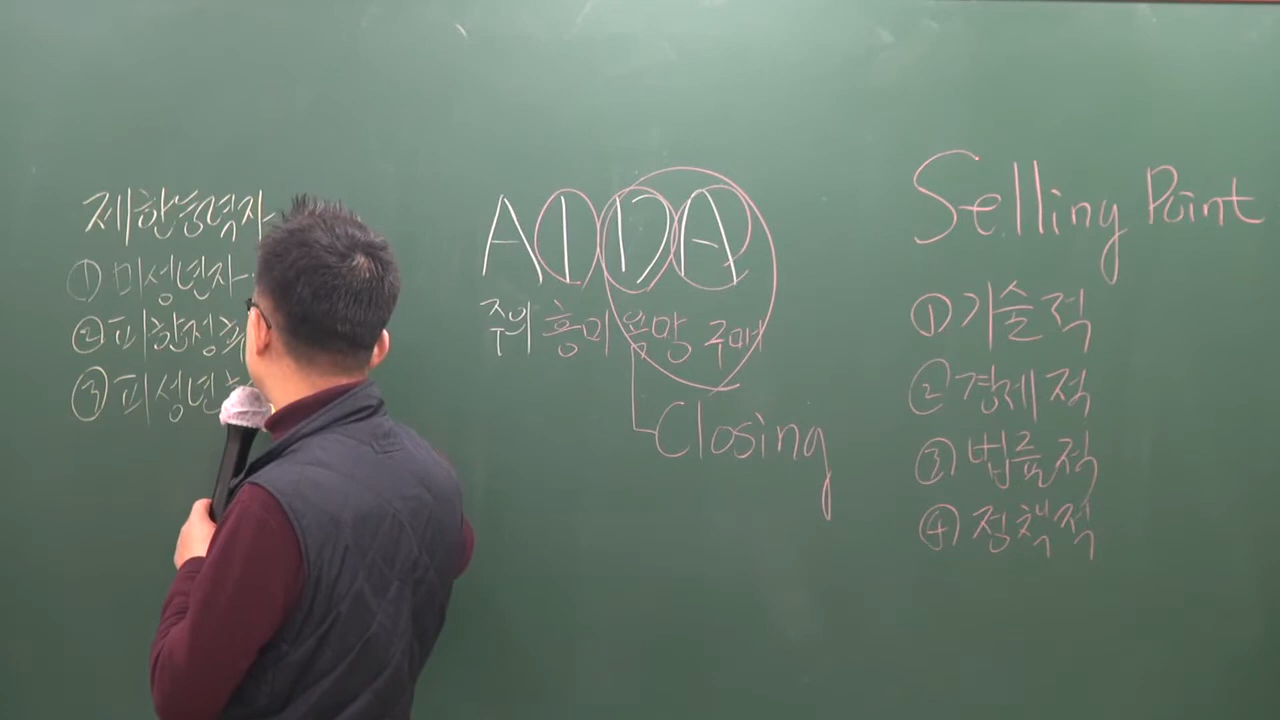 제한능력자
① 미성년자
② 피한정후
③ 피성년후
AIDA
주의 흥미 욕망 구매
Closing
Selling Point
① 기술적
② 경제적
③ 법률적
④ 정책적